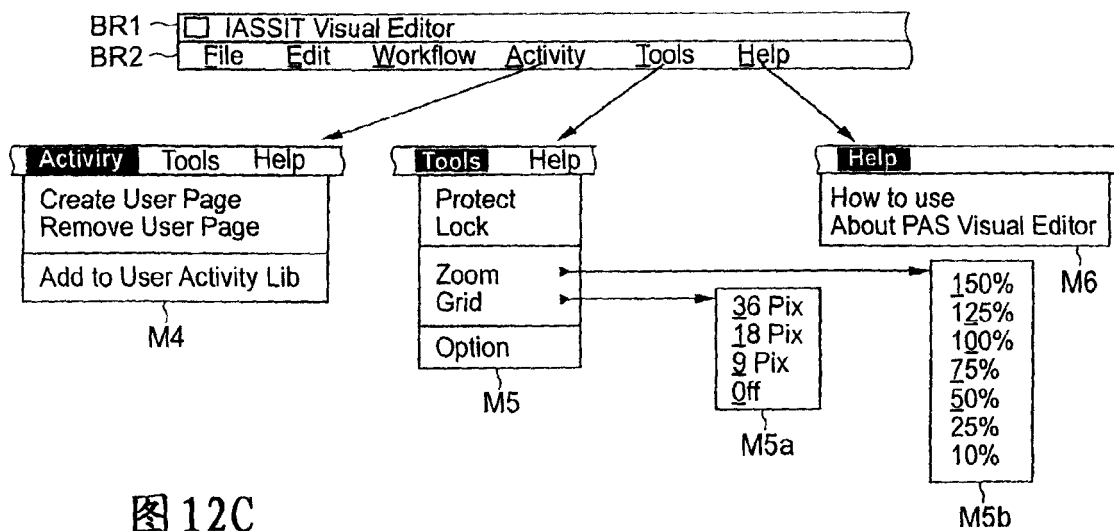 BR1 IASSIT Visual Editor
BR2 File Edit Workflow Activity Tools Help
Activiry Tools Help
Create User Page
Remove User Page
Add to User Activity Lib
M4
Tools Help
Protect
Lock
Zoom
Grid
Option
M5
36 Pix
18 Pix
9 Pix
0ff
M5a
Help
How to use
About PAS Visual Editor
M6
150%
125%
100%
75%
50%
25%
10%
M5b
图 12C